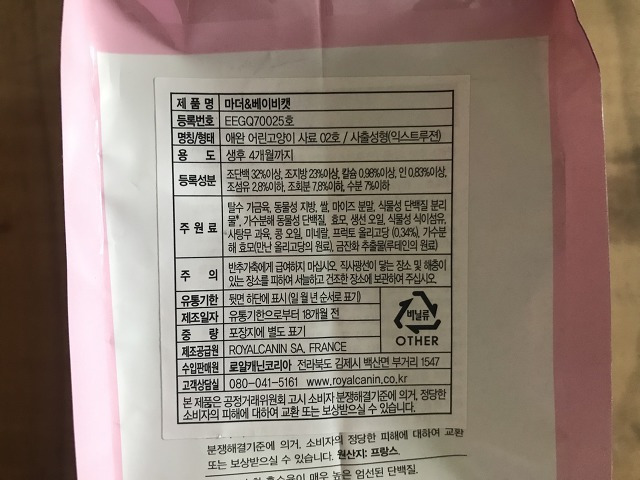 제 품 명 마더&베이비캣
등록번호 EEGQ70025호
명칭/형태 애완 어린고양이 사료 02호 / 사출성형(익스트루전)
용 도 생후 4개월까지
등록성분 조단백 32%이상, 조지방 23%이상, 칼슘 0.98%이상, 인 0.83%이상,
조섬유 2.8%이하, 조회분 7.8%이하, 수분 7%이하
주 원 료 탈수 가금육, 동물성 지방, 쌀, 마이즈 분말, 식물성 단백질 분리
물*, 가수분해 동물성 단백질, 효모, 생선 오일, 식물성 식이섬유,
사탕무 과육, 콩 오일, 미네랄, 프럭토 올리고당 (0.34%), 가수분
해 효모(만난 올리고당의 원료), 금잔화 추출물(루테인의 원료)
주 의 반추가축에게 급여하지 마십시오. 직사광선이 닿는 장소 및 해충이
있는 장소를 피하여 서늘하고 건조한 장소에 보관하여 주십시오.
유통기한 뒷면 하단에 표시 (일 월 년 순서로 표기)
제조일자 유통기한으로부터 18개월 전
중 량 포장지에 별도 표기
비닐류
OTHER
제조공급원 ROYALCANIN SA. FRANCE
수입판매원 로얄캐닌코리아 전라북도 김제시 백산면 부거리 1547
고객상담실 080-041-5161 www.royalcanin.co.kr
본 제품은 공정거래위원회 고시 소비자 분쟁해결기준에 의거, 정당한
소비자의 피해에 대하여 교환 또는 보상받으실 수 있습니다.
분쟁해결기준에 의거, 소비자의 정당한 피해에 대하여 교환
또는 보상받으실 수 있습니다. 원산지: 프랑스
흡수율이 매우 높은 엄선된 단백질.